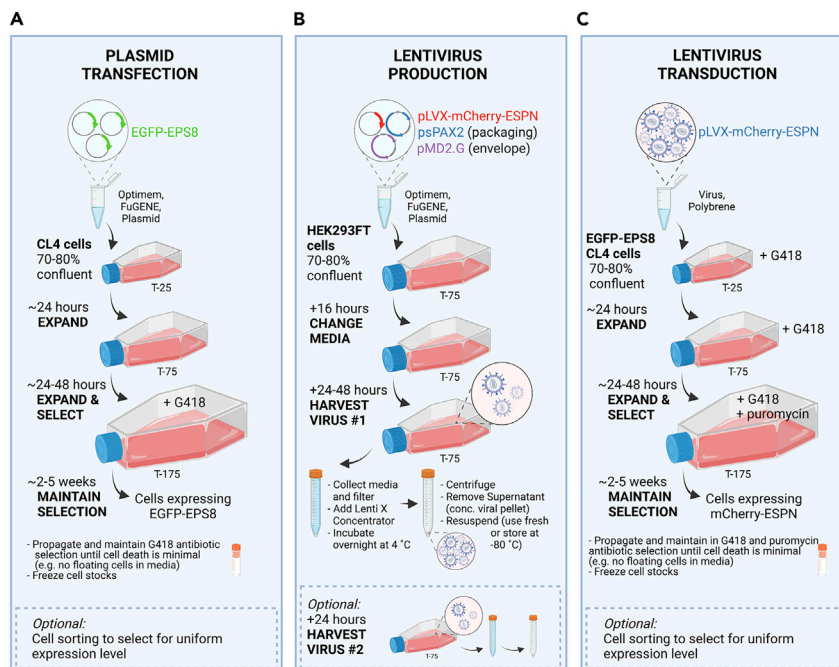 A
PLASMID
TRANSFECTION
EGFP-EPS8
Optimem,
FuGENE,
Plasmid
CL4 cells
70-80%
confluent
T-25
~24 hours
EXPAND
T-75
~24-48 hours
EXPAND &
SELECT
+ G418
T-175
~2-5 weeks
MAINTAIN
SELECTION
Cells expressing
EGFP-EPS8
- Propagate and maintain G418 antibiotic
selection until cell death is minimal
(e.g. no floating cells in media)
- Freeze cell stocks
Optional:
Cell sorting to select for uniform
expression level
B
LENTIVIRUS
PRODUCTION
pLVX-mCherry-ESPN
psPAX2 (packaging)
pMD2.G (envelope)
Optimem,
FuGENE,
Plasmid
HEK293FT
cells
70-80%
confluent
T-75
+16 hours
CHANGE
MEDIA
T-75
+24-48 hours
HARVEST
VIRUS #1
T-75
- Collect media
and filter
- Add Lenti X
Concentrator
- Incubate
overnight at 4 ˚C
- Centrifuge
- Remove Supernatant
(conc. viral pellet)
- Resuspend (use fresh
or store at
-80 ˚C)
Optional:
+24 hours
HARVEST
VIRUS #2
T-75
C
LENTIVIRUS
TRANSDUCTION
pLVX-mCherry-ESPN
Virus,
Polybrene
EGFP-EPS8
CL4 cells
70-80%
confluent
+ G418
T-25
~24 hours
EXPAND
+ G418
T-75
~24-48 hours
EXPAND &
SELECT
+ G418
+ puromycin
T-175
~2-5 weeks
MAINTAIN
SELECTION
Cells expressing
mCherry-ESPN
- Propagate and maintain in G418 and puromycin
antibiotic selection until cell death is minimal
(e.g. no floating cells in media)
- Freeze cell stocks
Optional:
Cell sorting to select for uniform
expression level